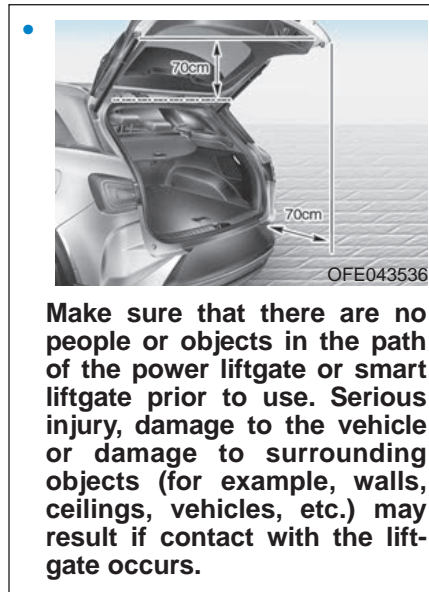 •
70cm
70cm
OFE043536
Make sure that there are no
people or objects in the path
of the power liftgate or smart
liftgate prior to use. Serious
injury, damage to the vehicle
or damage to surrounding
objects (for example, walls,
ceilings, vehicles, etc.) may
result if contact with the lift-
gate occurs.